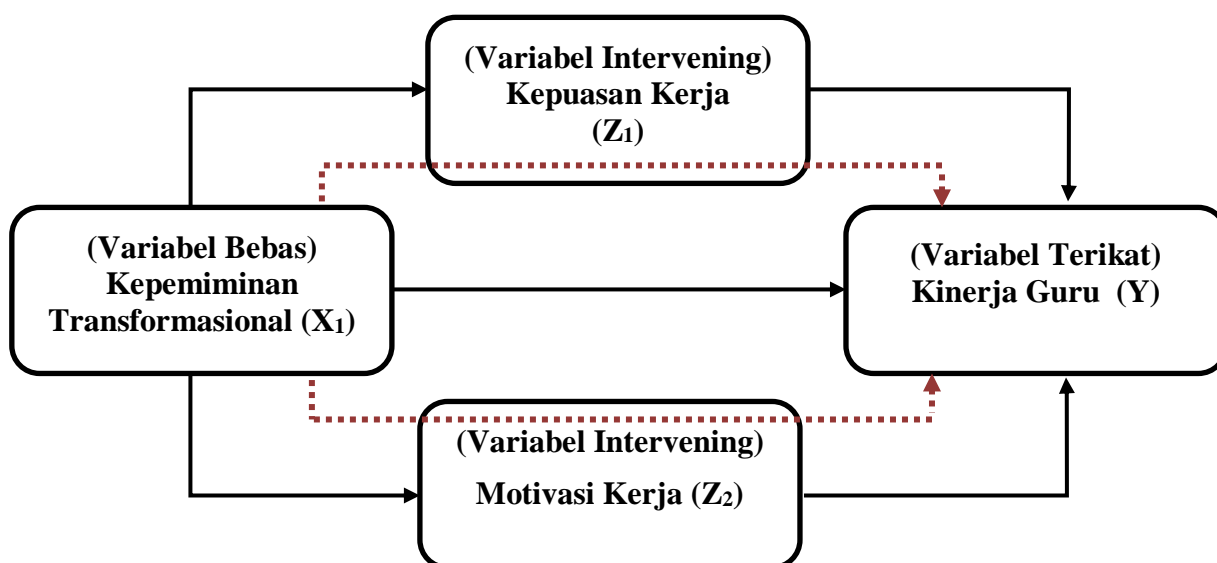 (Variabel Intervening)
Kepuasan Kerja
(Z₁)
(Variabel Bebas)
Kepemiminan
Transformasional (X₁)
(Variabel Terikat)
Kinerja Guru (Y)
(Variabel Intervening)
Motivasi Kerja (Z₂)